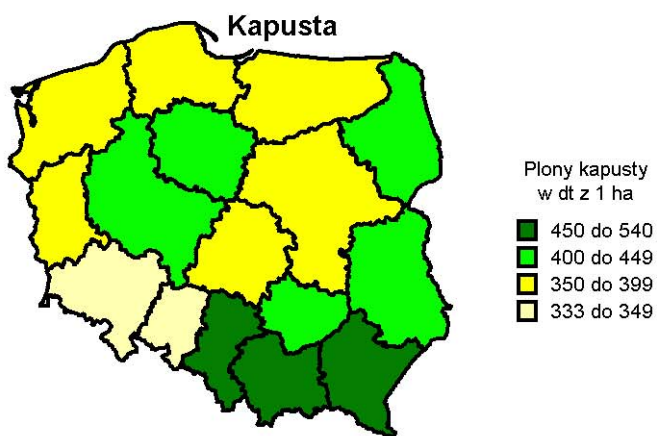 Kapusta
Plony kapusty
w dt z 1 ha
450 do 540
400 do 449
350 do 399
333 do 349